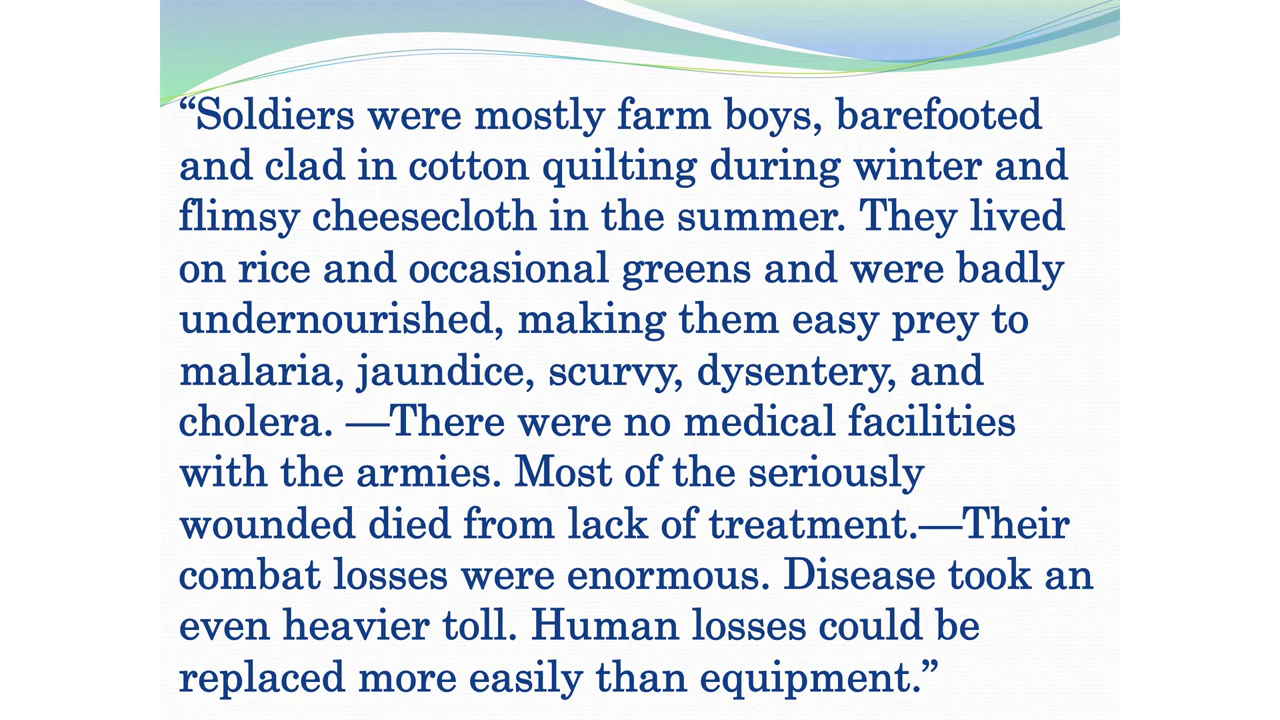 “Soldiers were mostly farm boys, barefooted
and clad in cotton quilting during winter and
flimsy cheesecloth in the summer. They lived
on rice and occasional greens and were badly
undernourished, making them easy prey to
malaria, jaundice, scurvy, dysentery, and
cholera. —There were no medical facilities
with the armies. Most of the seriously
wounded died from lack of treatment.—Their
combat losses were enormous. Disease took an
even heavier toll. Human losses could be
replaced more easily than equipment.”